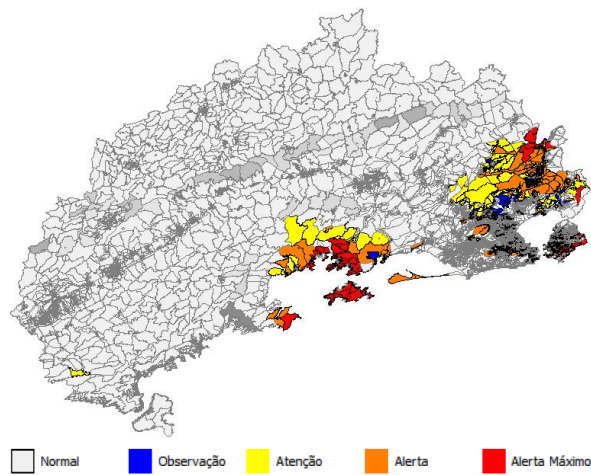 Normal
Observação
Atenção
Alerta
Alerta Máximo